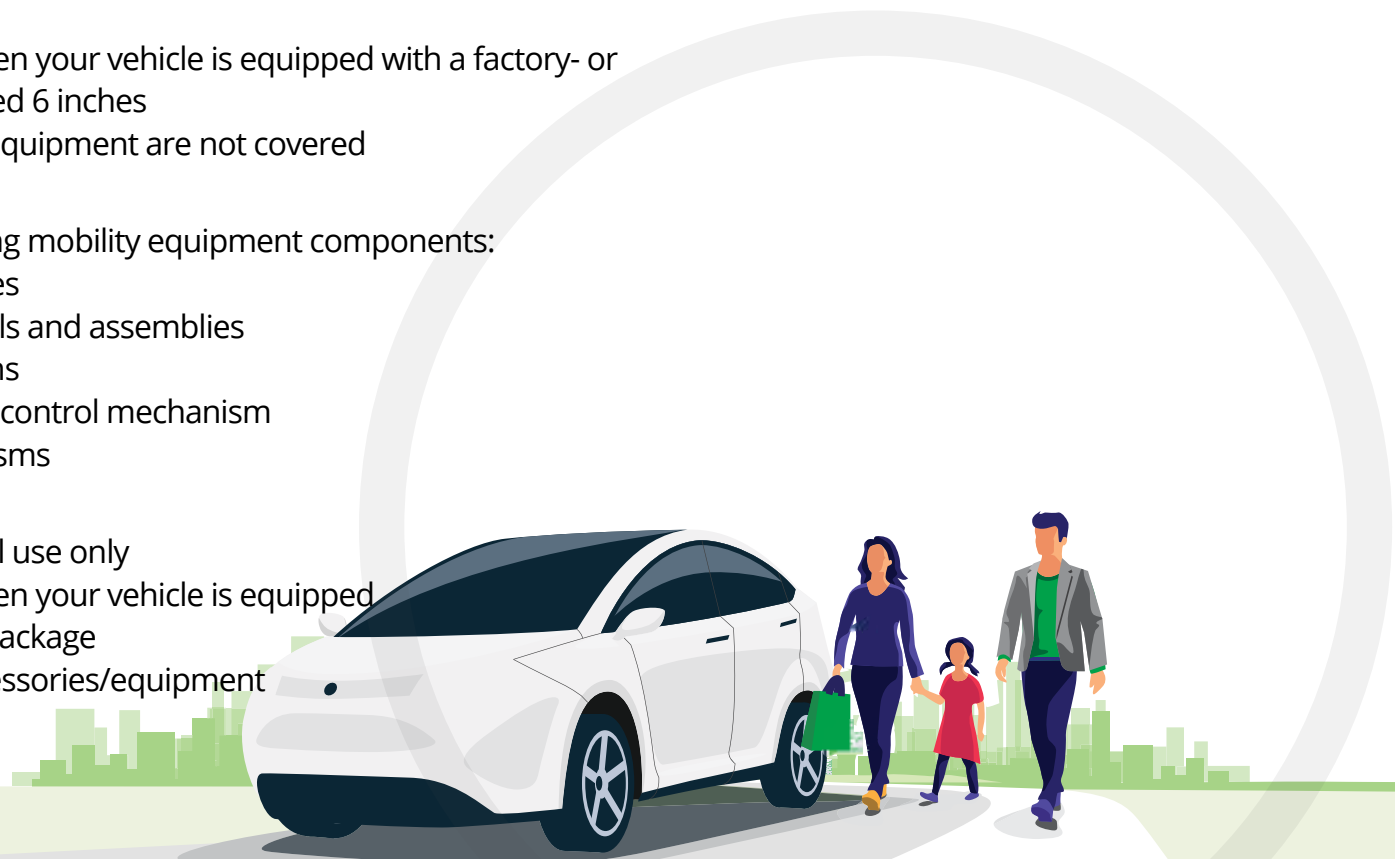 en your vehicle is equipped with a factory- or
ed 6 inches
quipment are not covered
ng mobility equipment components:
es
ls and assemblies
ns
control mechanism
sms
l use only
en your vehicle is equipped
ackage
essories/equipment